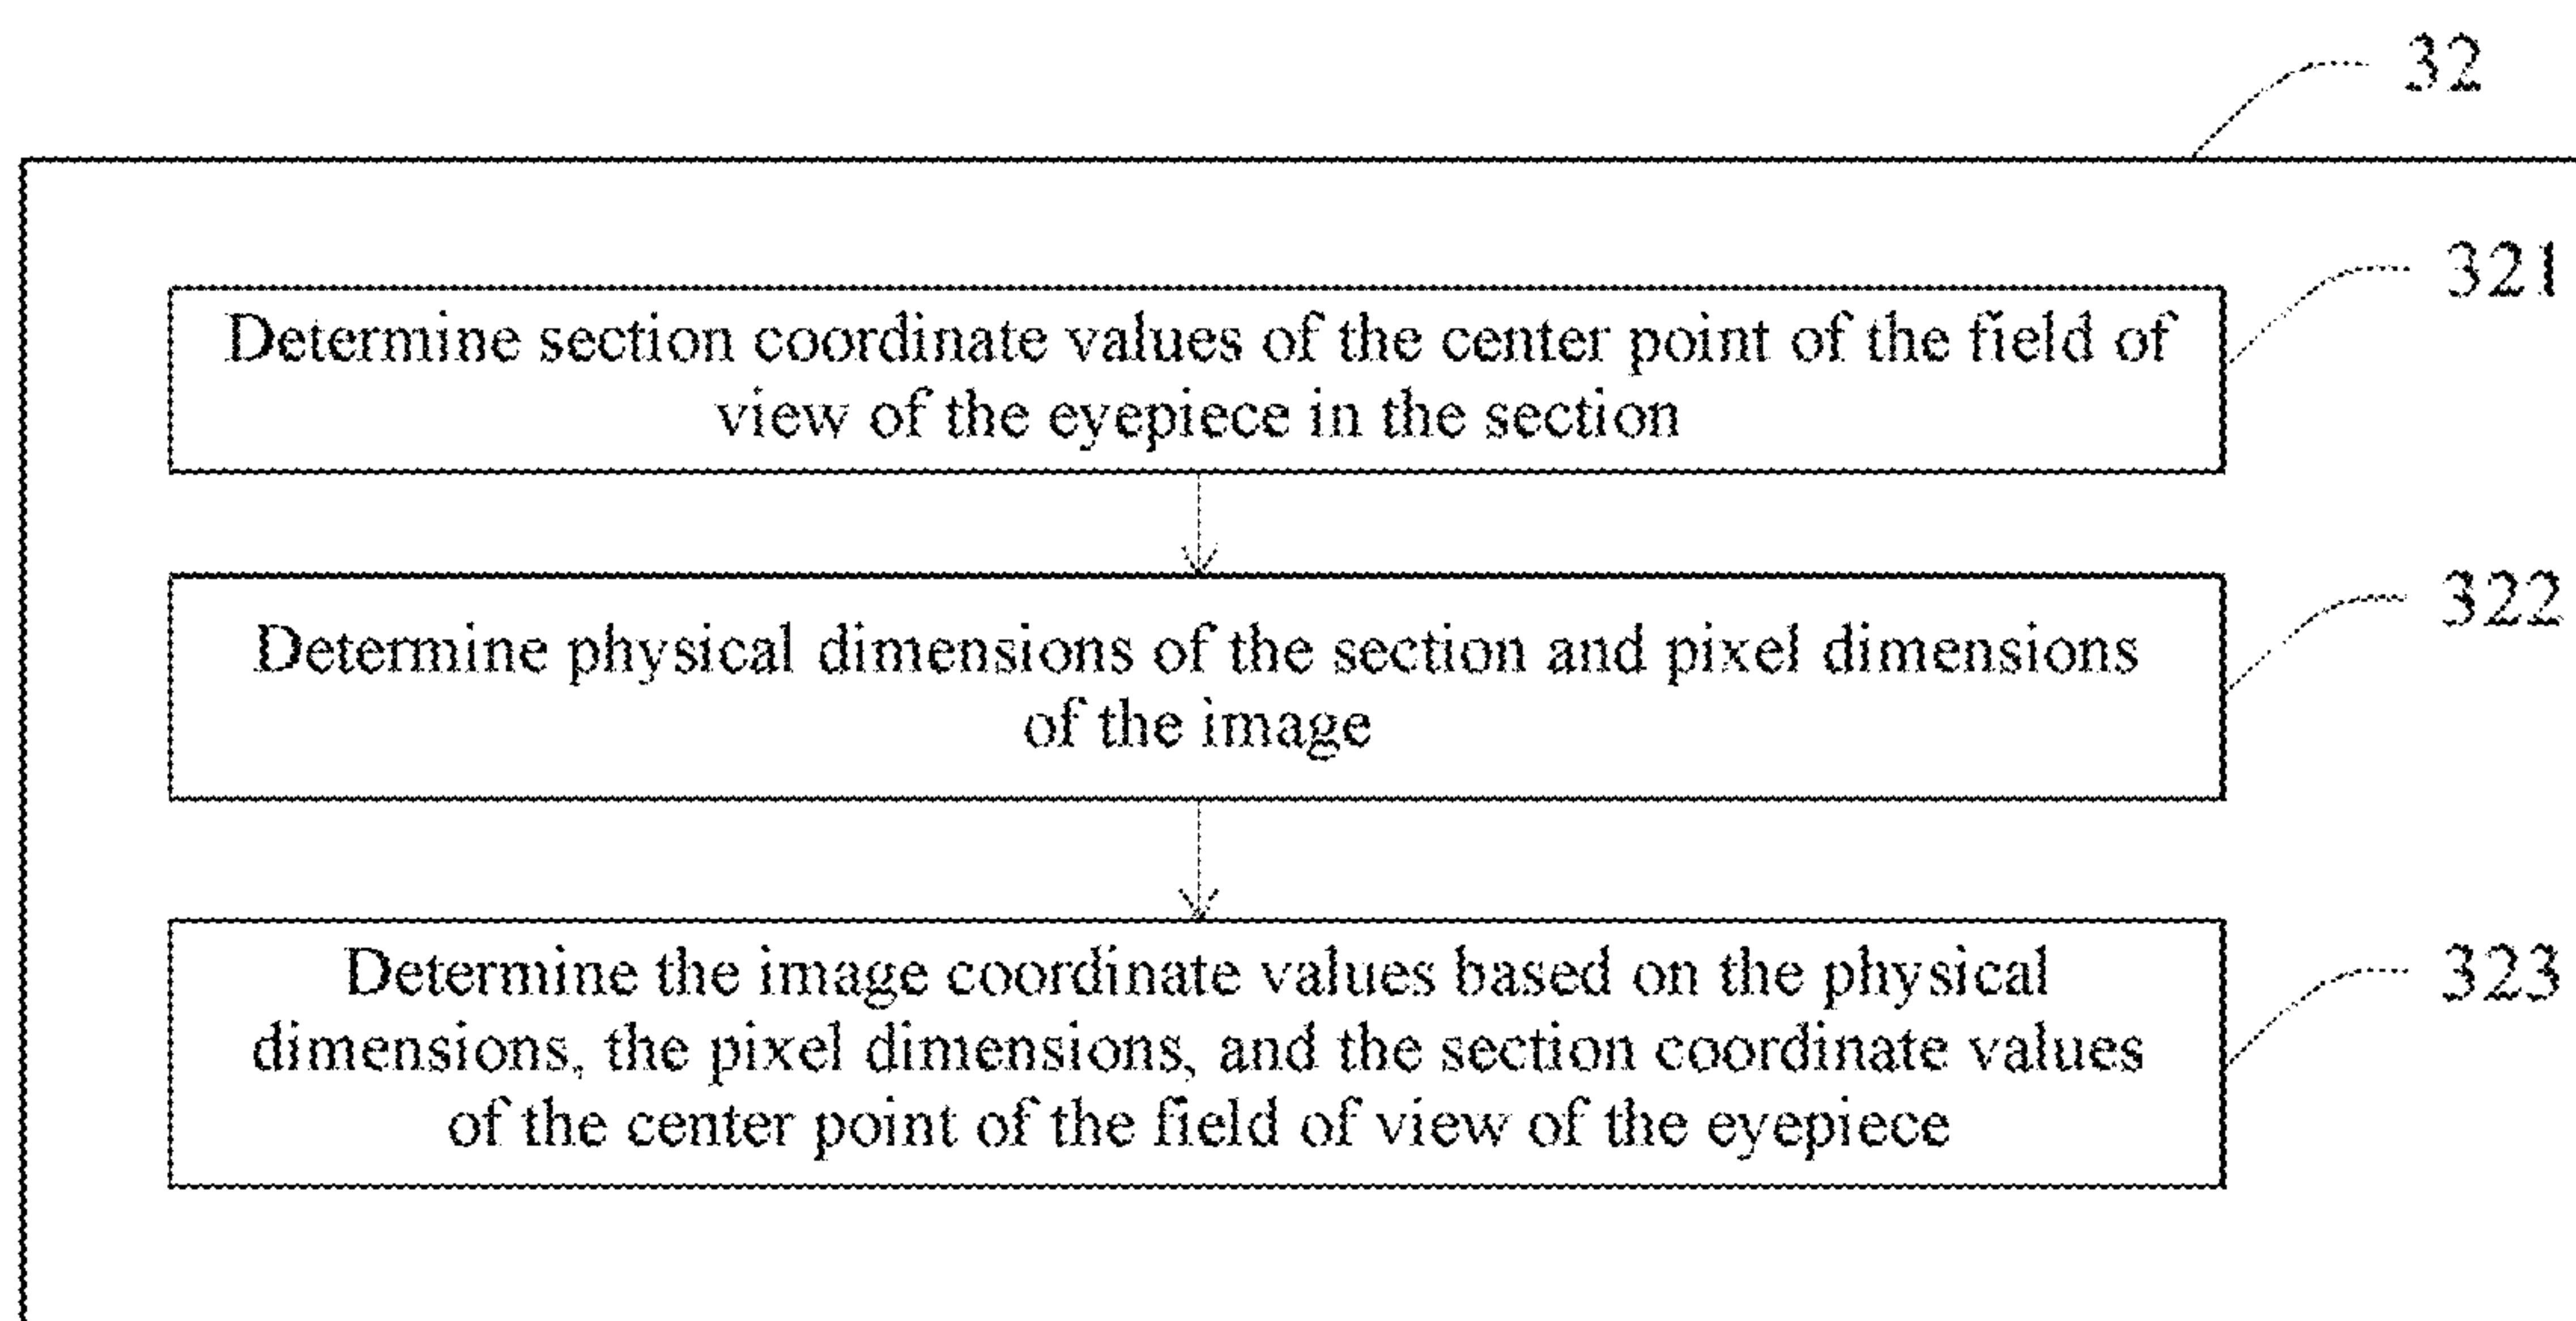 32
321
Determine section coordinate values of the center point of the field of
view of the eyepiece in the section
322
Determine physical dimensions of the section and pixel dimensions
of the image
323
Determine the image coordinate values based on the physical
dimensions, the pixel dimensions, and the section coordinate values
of the center point of the field of view of the eyepiece